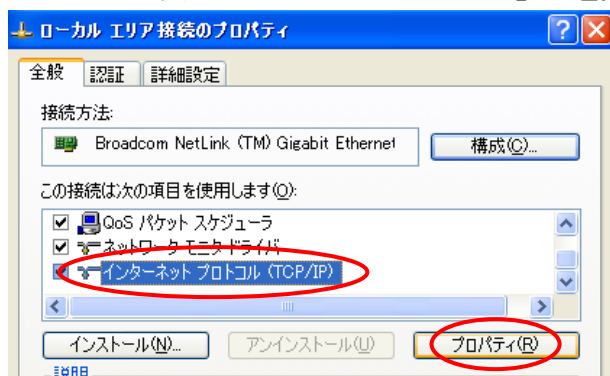 ローカル エリア接続のプロパティ
全般 認証 詳細設定
接続方法:
Broadcom NetLink (TM) Gigabit Ethernet 構成(C)...
この接続は次の項目を使用します(O):
QoS パケット スケジューラ
ネットワーク モニタ ドライバ
インターネット プロトコル (TCP/IP)
インストール(N)... アンインストール(U) プロパティ(R)
説明